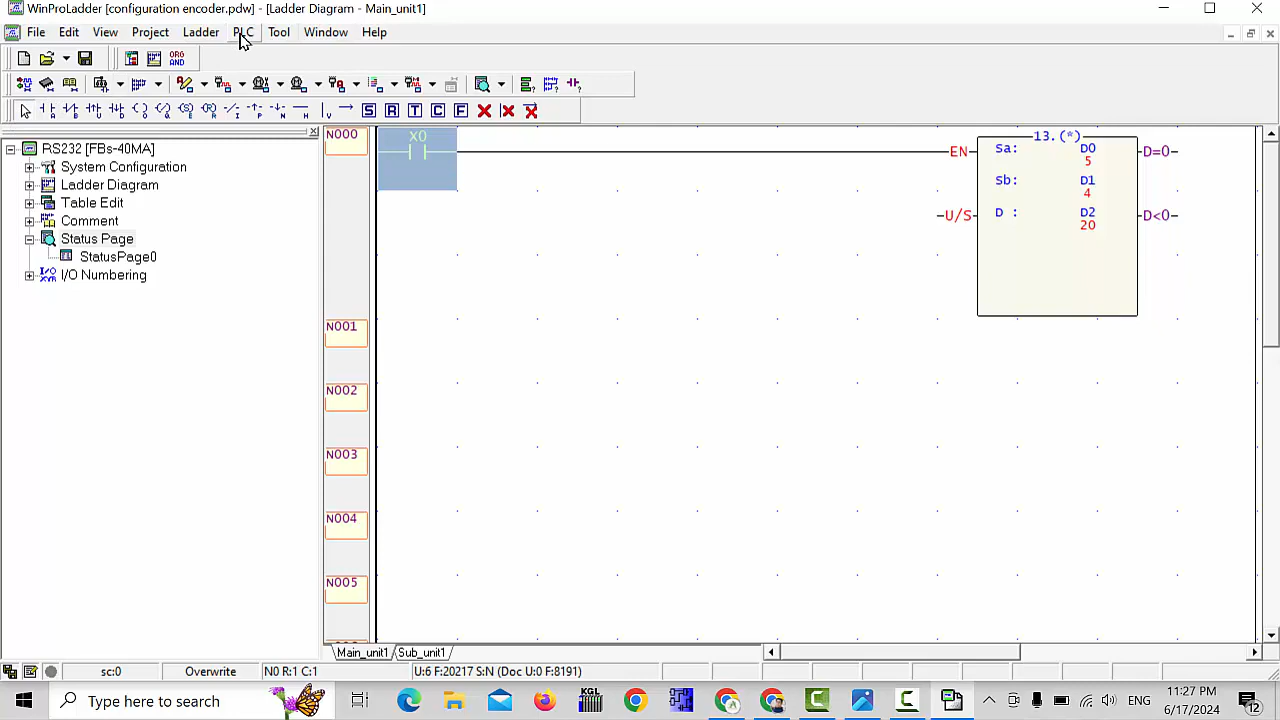 WinProLadder [configuration encoder.pdw] - [Ladder Diagram - Main_unit1]
File Edit View Project Ladder PLC Tool Window Help
ORG
AND
RS232 [FBs-40MA]
System Configuration
Ladder Diagram
Table Edit
Comment
Status Page
StatusPage0
I/O Numbering
N000
X0
13.(*)
EN
Sa: D0
D=0
5
Sb: D1
4
U/S
D : D2
D<0
20
N001
N002
N003
N004
N005
Main_unit1 Sub_unit1
sc:0 Overwrite N0 R:1 C:1 U:6 F:20217 S:N (Doc U:0 F:8191)
Type here to search
KGL
ENG
11:27 PM
6/17/2024
12